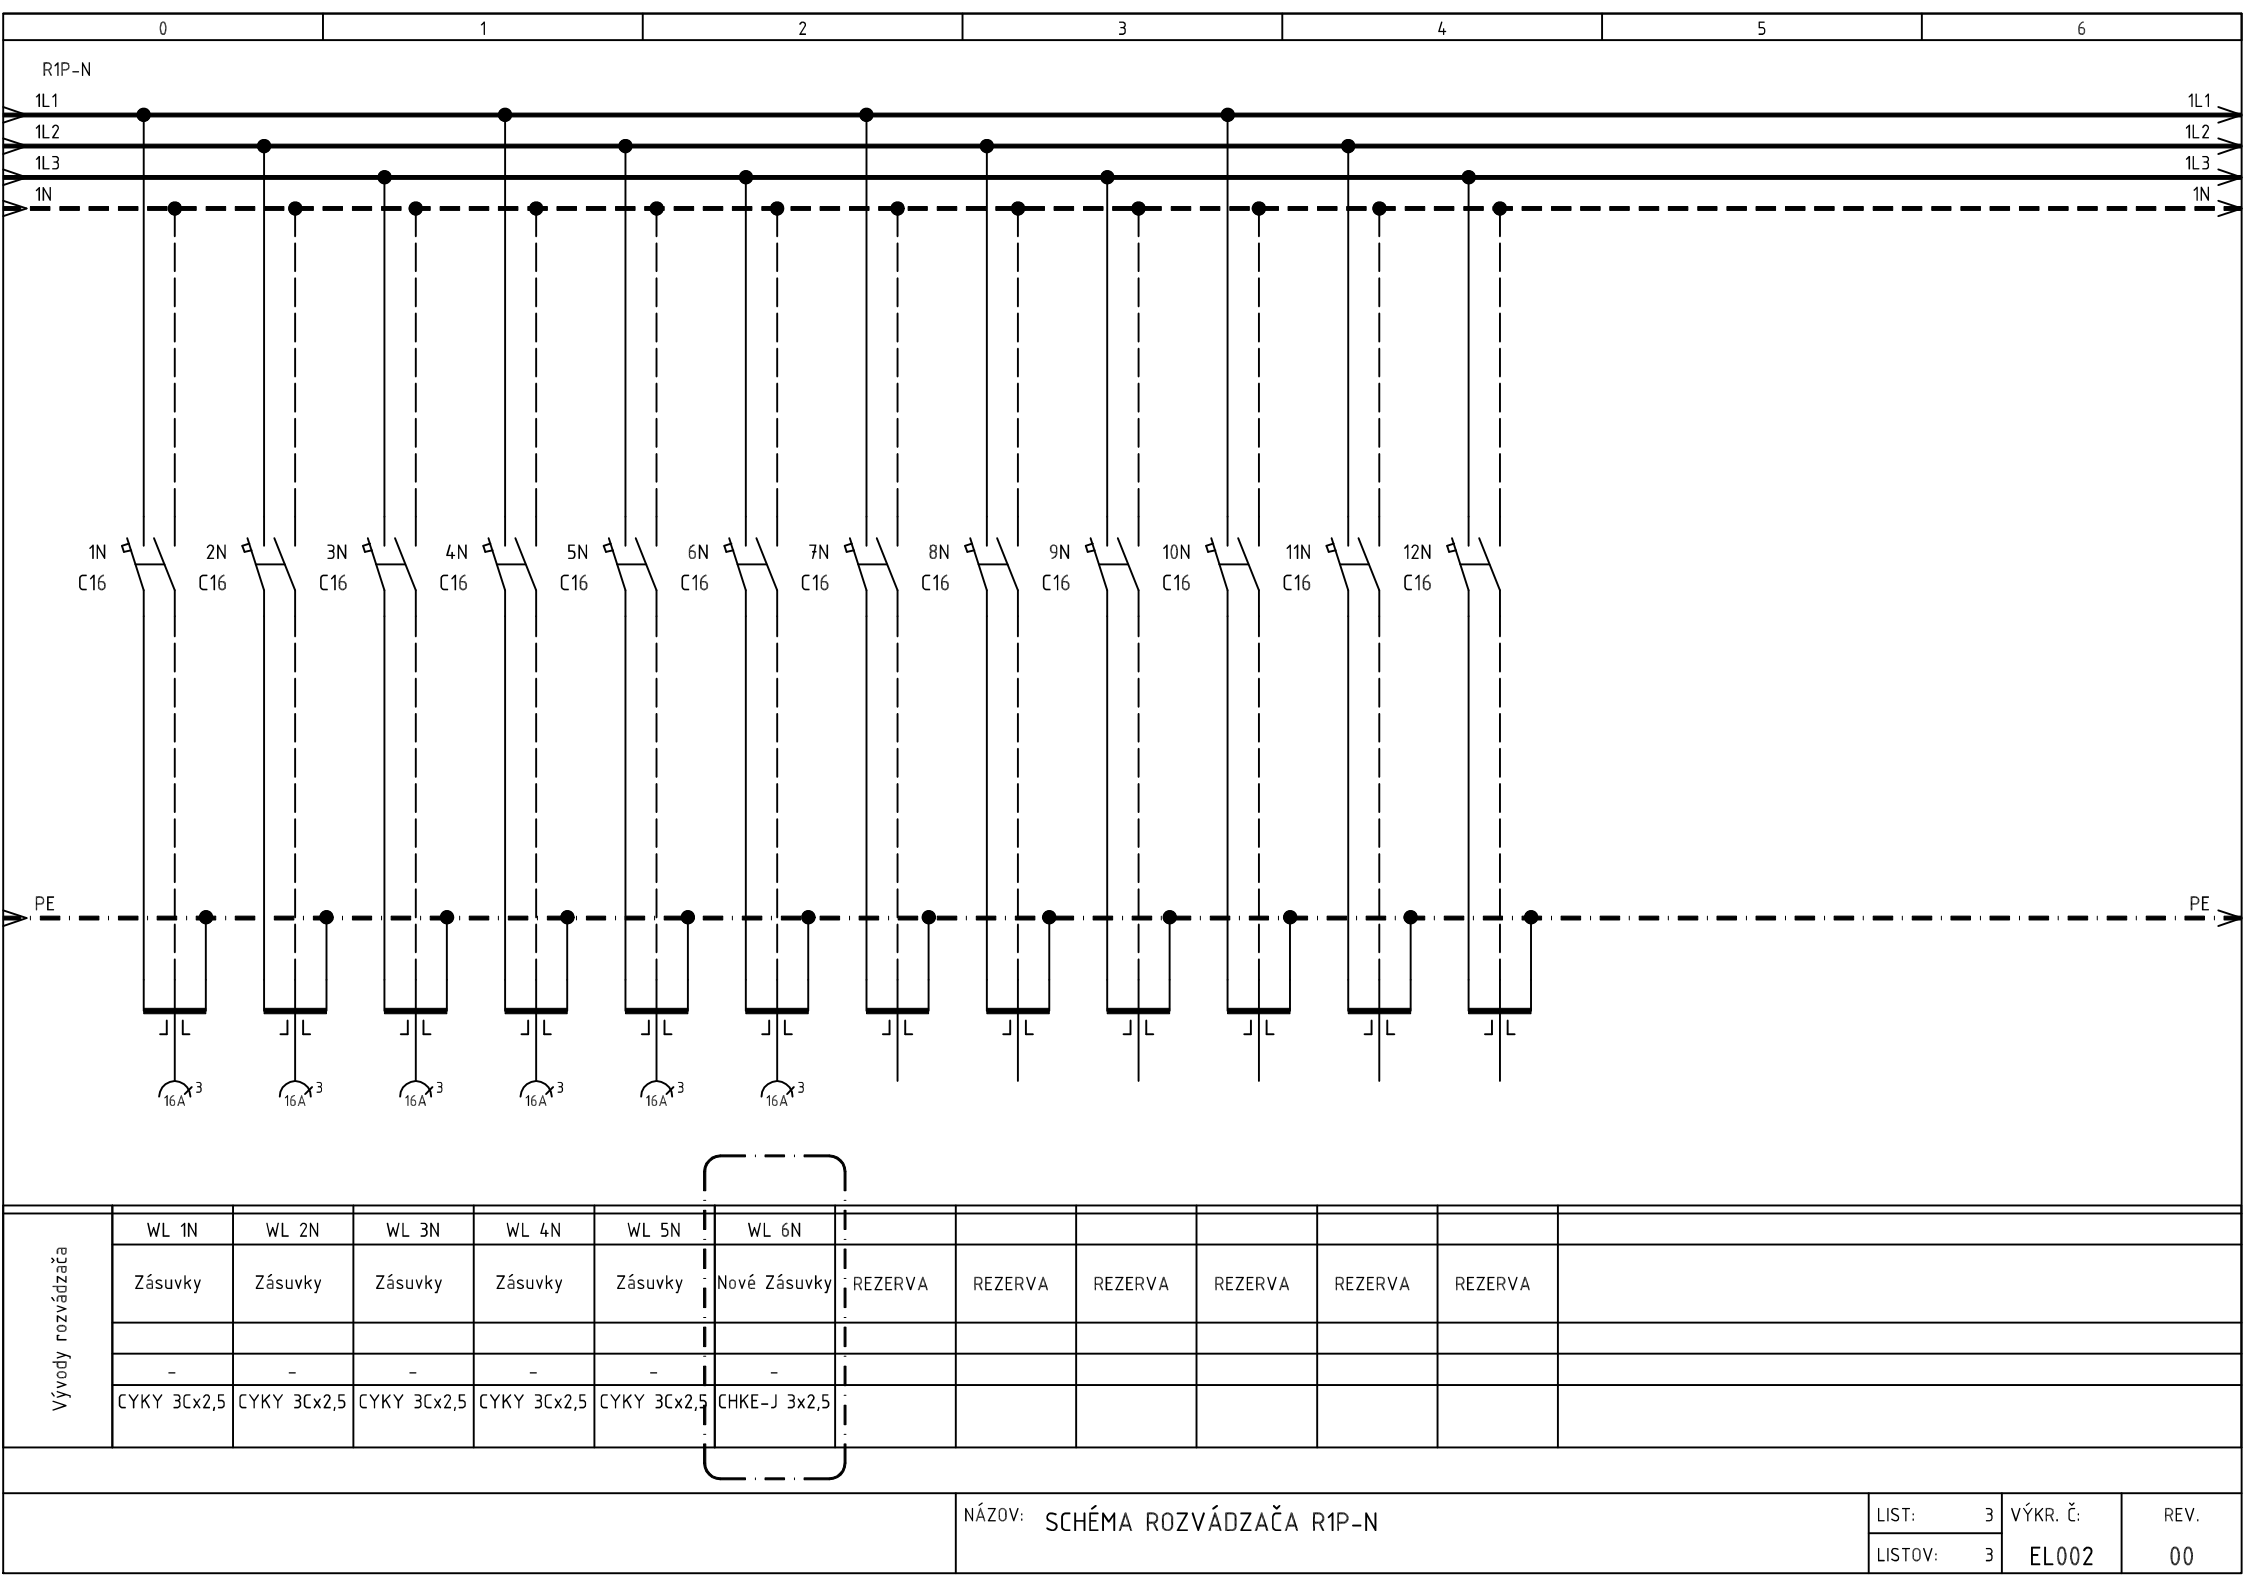 0 1 2 3 4 5 6
R1P-N
1L1 1L1
1L2 1L2
1L3 1L3
1N 1N
1N 2N 3N 4N 5N 6N 7N 8N 9N 10N 11N 12N
C16 C16 C16 C16 C16 C16 C16 C16 C16 C16 C16 C16
PE PE
3 3 3 3 3 3
16A 16A 16A 16A 16A 16A
Vývody rozvádzača
WL 1N WL 2N WL 3N WL 4N WL 5N WL 6N
Zásuvky Zásuvky Zásuvky Zásuvky Zásuvky Nové Zásuvky REZERVA REZERVA REZERVA REZERVA REZERVA REZERVA
- - - - - -
CYKY 3Cx2,5 CYKY 3Cx2,5 CYKY 3Cx2,5 CYKY 3Cx2,5 CYKY 3Cx2,5 CHKE-J 3x2,5
NÁZOV: SCHÉMA ROZVÁDZAČA R1P-N
LIST: 3 VÝKR. Č: REV.
LISTOV: 3 EL002 00